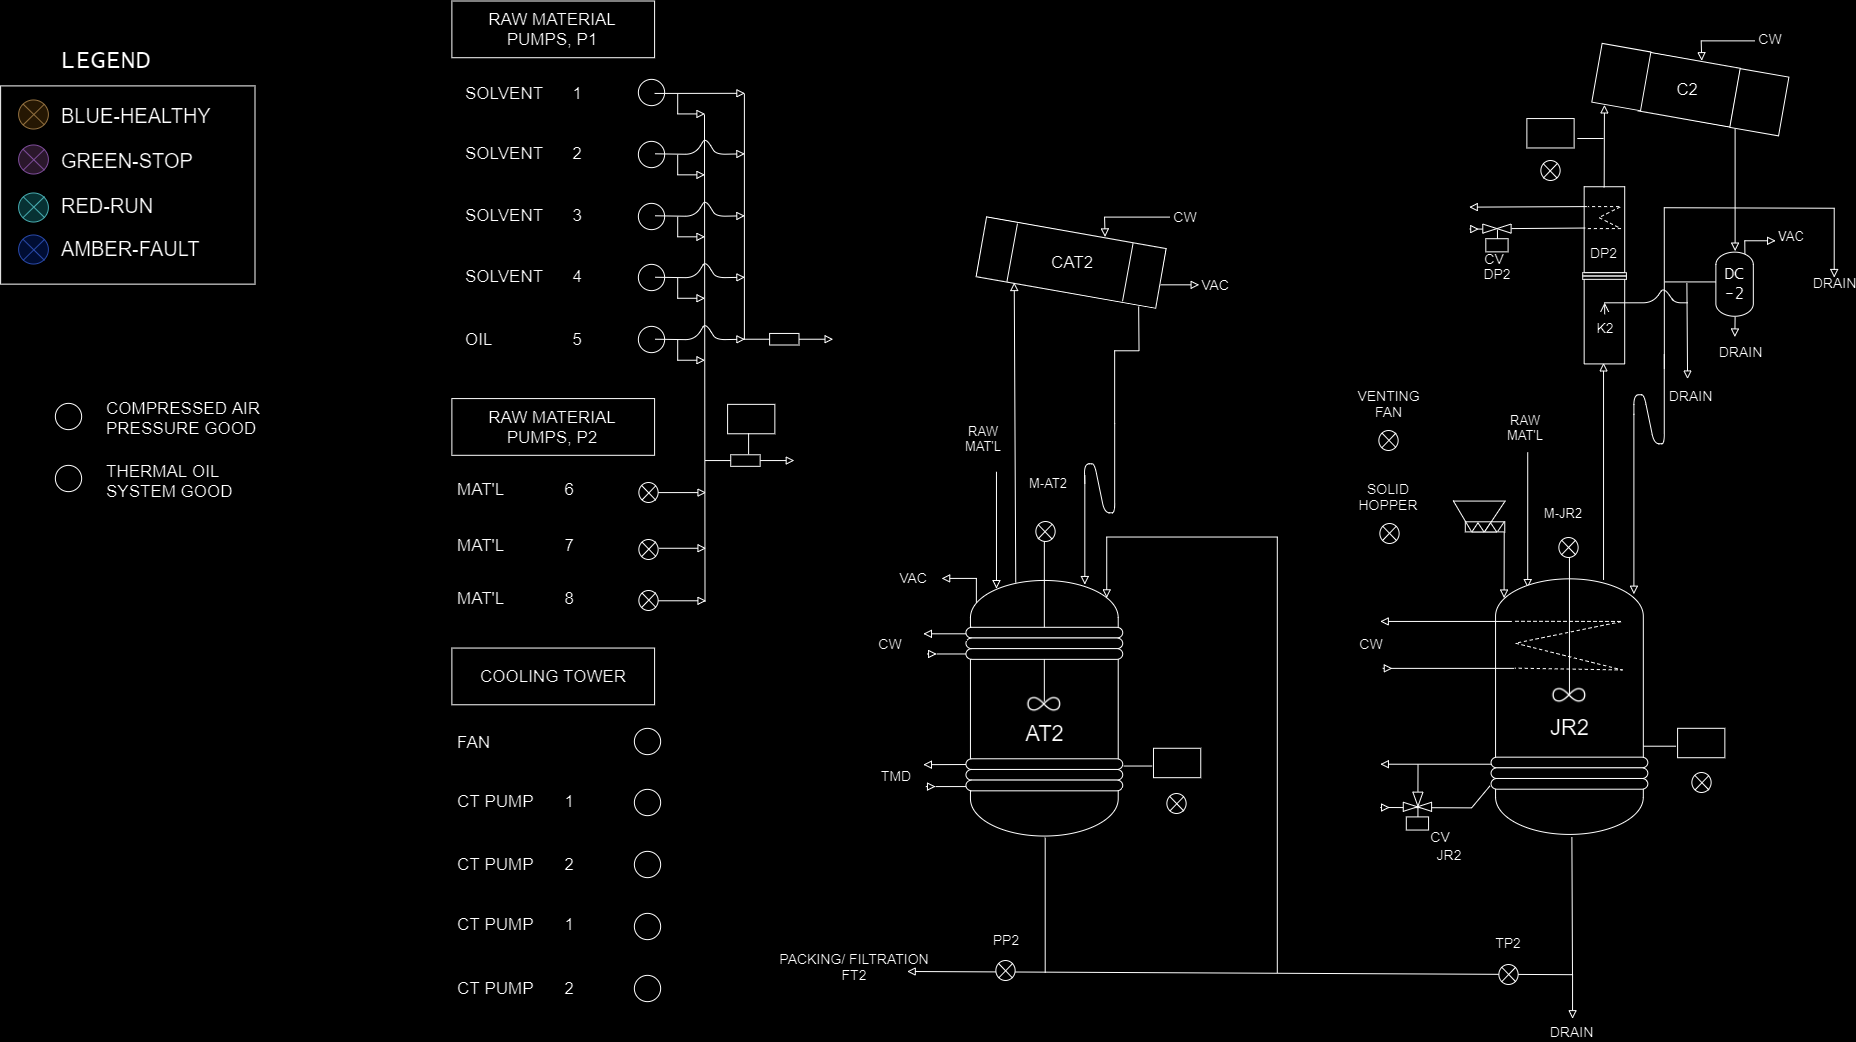 LEGEND
BLUE-HEALTHY
GREEN-STOP
RED-RUN
AMBER-FAULT
COMPRESSED AIR
PRESSURE GOOD
THERMAL OIL
SYSTEM GOOD
RAW MATERIAL
PUMPS, P1
SOLVENT 1
SOLVENT 2
SOLVENT 3
SOLVENT 4
OIL 5
RAW MATERIAL
PUMPS, P2
MAT'L 6
MAT'L 7
MAT'L 8
COOLING TOWER
FAN
CT PUMP 1
CT PUMP 2
CT PUMP 1
CT PUMP 2
CW
CAT2
VAC
RAW
MAT'L
M-AT2
VAC
CW
AT2
TMD
PP2
PACKING/ FILTRATION
FT2
CW
C2
DP2
CV
DP2
VAC
DC
-2
DRAIN
K2
DRAIN
DRAIN
VENTING
FAN
RAW
MAT'L
SOLID
HOPPER
M-JR2
CW
JR2
CV
JR2
TP2
DRAIN